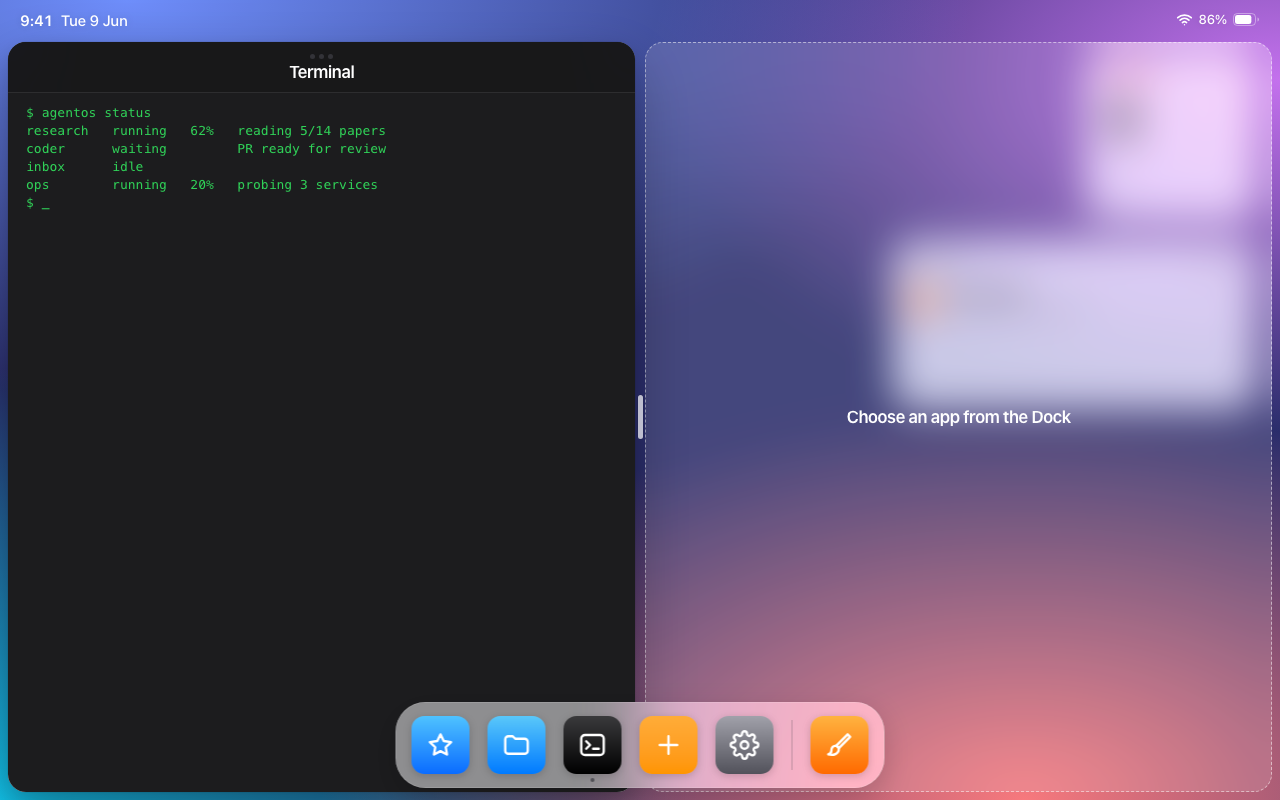 9:41 Tue 9 Jun
86%
Terminal
$ agentos status
research running 62% reading 5/14 papers
coder waiting PR ready for review
inbox idle
ops running 20% probing 3 services
$ _
Choose an app from the Dock